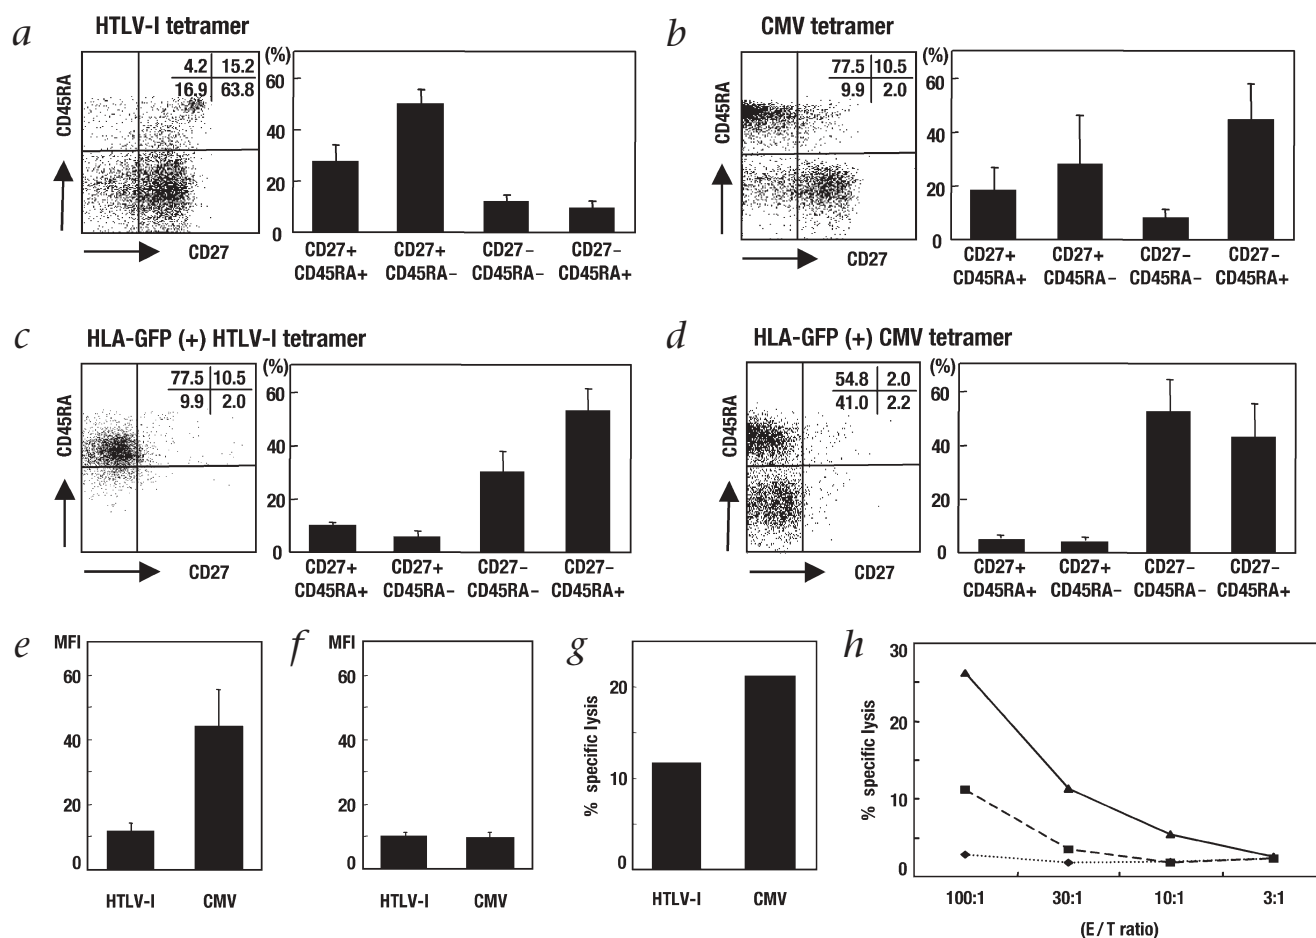 a
HTLV-I tetramer
CD45RA
4.2 15.2
16.9 63.8
CD27
(%)
60
40
20
0
CD27+ CD27+ CD27– CD27–
CD45RA+ CD45RA– CD45RA– CD45RA+
b
CMV tetramer
CD45RA
77.5 10.5
9.9 2.0
CD27
(%)
60
40
20
0
CD27+ CD27+ CD27– CD27–
CD45RA+ CD45RA– CD45RA– CD45RA+
c
HLA-GFP (+) HTLV-I tetramer
CD45RA
77.5 10.5
9.9 2.0
CD27
(%)
60
40
20
0
CD27+ CD27+ CD27– CD27–
CD45RA+ CD45RA– CD45RA– CD45RA+
d
HLA-GFP (+) CMV tetramer
CD45RA
54.8 2.0
41.0 2.2
CD27
(%)
60
40
20
0
CD27+ CD27+ CD27– CD27–
CD45RA+ CD45RA– CD45RA– CD45RA+
e
MFI
60
40
20
0
HTLV-I CMV
f
MFI
60
40
20
0
HTLV-I CMV
g
% specific lysis
20
10
0
HTLV-I CMV
h
% specific lysis
30
20
10
0
100:1 30:1 10:1 3:1
(E / T ratio)